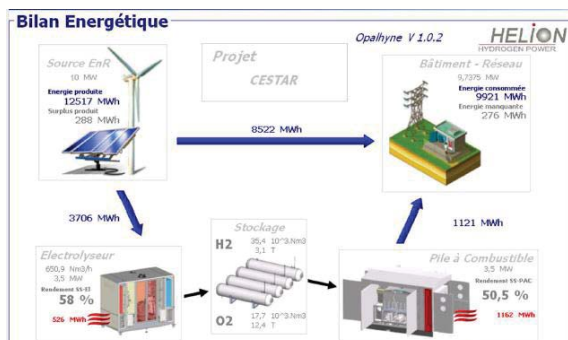 Bilan Energétique
Opalhyne V 1.0.2
HELION
HYDROGEN POWER
Source EnR
10 MW
Energie produite
12517 MWh
Surplus produit
288 MWh
Projet
CESTAR
Bâtiment - Réseau
9,7375 MW
Energie consommée
9921 MWh
Energie manquante
276 MWh
8522 MWh
3706 MWh
1121 MWh
Electrolyseur
650,9 Nm3/h
3,5 MW
Rendement SS-El
58 %
526 MWh
Stockage
H2
35,4 10^3.Nm3
3,1 T
O2
17,7 10^3.Nm3
12,4 T
Pile à Combustible
3,5 MW
Rendement SS-PAC
50,5 %
1162 MWh